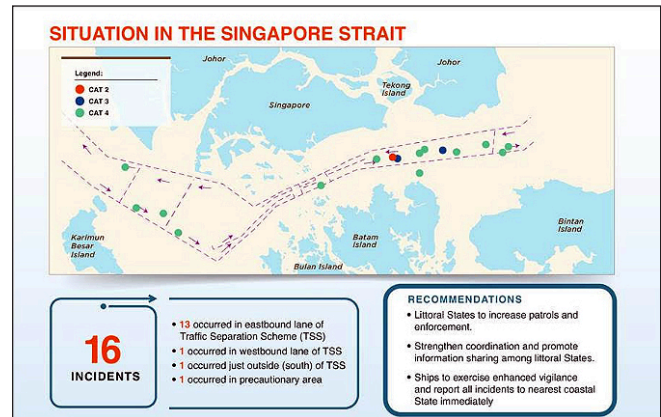 SITUATION IN THE SINGAPORE STRAIT
Legend:
CAT 2
CAT 3
CAT 4
Johor
Johor
Tekong
Island
Singapore
Karimun
Besar
Island
Bulan Island
Batam
Island
Bintan
Island
16
INCIDENTS
• 13 occurred in eastbound lane of
Traffic Separation Scheme (TSS)
• 1 occurred in westbound lane of TSS
• 1 occurred just outside (south) of TSS
• 1 occurred in precautionary area
RECOMMENDATIONS
• Littoral States to increase patrols and
enforcement.
• Strengthen coordination and promote
information sharing among littoral States.
• Ships to exercise enhanced vigilance
and report all incidents to nearest coastal
State immediately